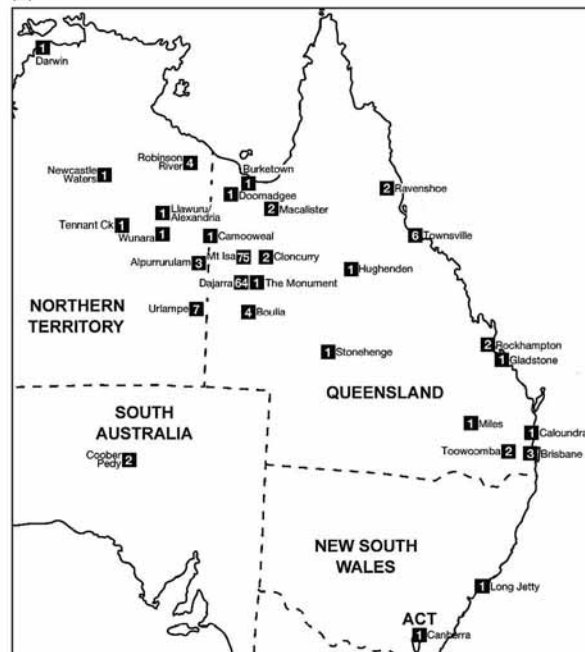 1
Darwin
Newcastle
Waters 1
Robinson
River 4
Burketown
1
1 Doomadgee
2 Macalister
2 Ravenshoe
1 Llawuru/
Alexandria
Tennant Ck 1
Wunara 1
1 Camooweal
6 Townsville
Mt Isa 75
2 Cloncurry
Alpurrurulam 3
1 Hughenden
Dajarra 64
1 The Monument
NORTHERN
TERRITORY
Urlampe 7
4
Boulia
2 Rockhampton
1 Gladstone
1 Stonehenge
QUEENSLAND
SOUTH
AUSTRALIA
1 Miles
1 Caloundra
Toowoomba 2
3 Brisbane
Coober
Pedy 2
NEW SOUTH
WALES
1 Long Jetty
ACT
1 Canberra